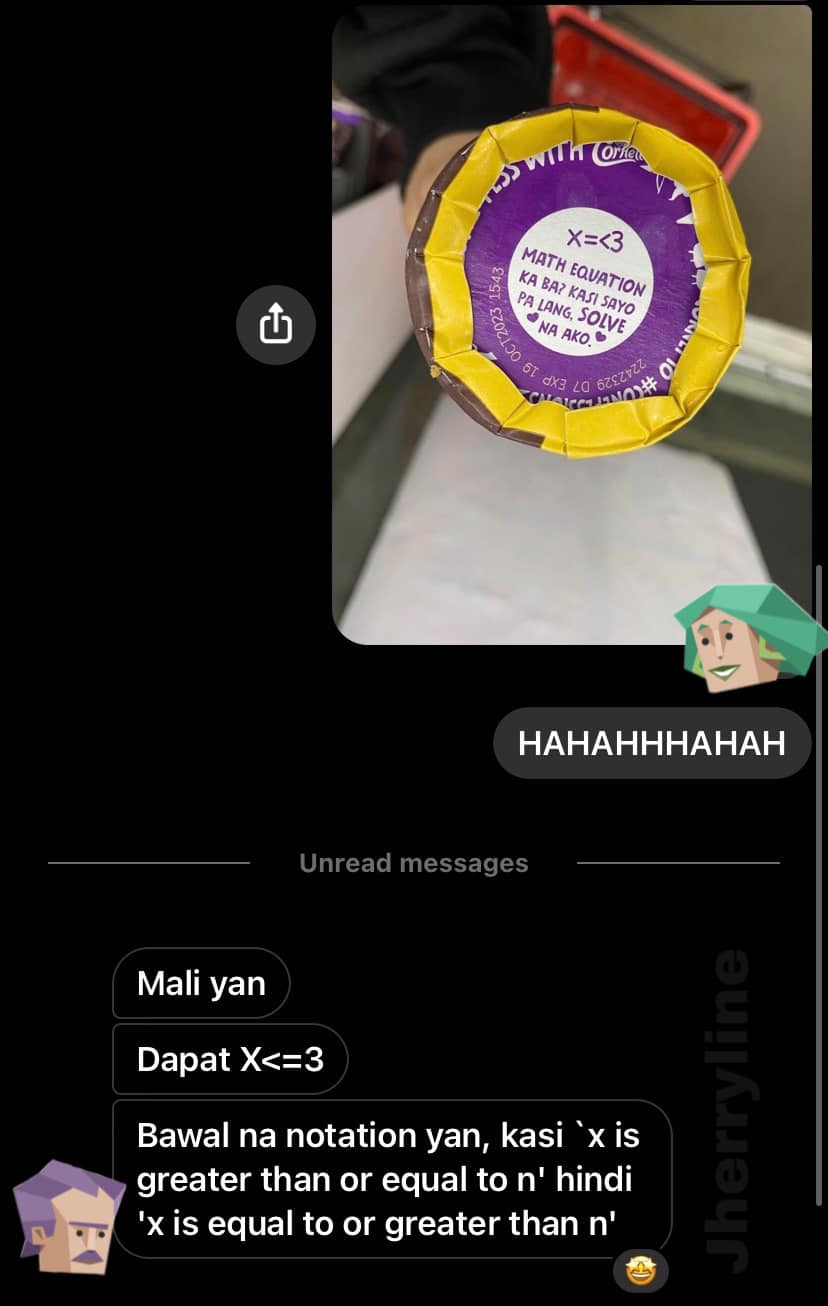 ESS WITH Cornet
X=<3
MATH EQUATION
KA BA? KASI SAYO
PA LANG, SOLVE
NA AKO.
2242329 D7 EXP 19 OCT2023 1543
HAHAHHHAHAH
Unread messages
Mali yan
Dapat X<=3
Bawal na notation yan, kasi `x is
greater than or equal to n' hindi
'x is equal to or greater than n'
Jherryline